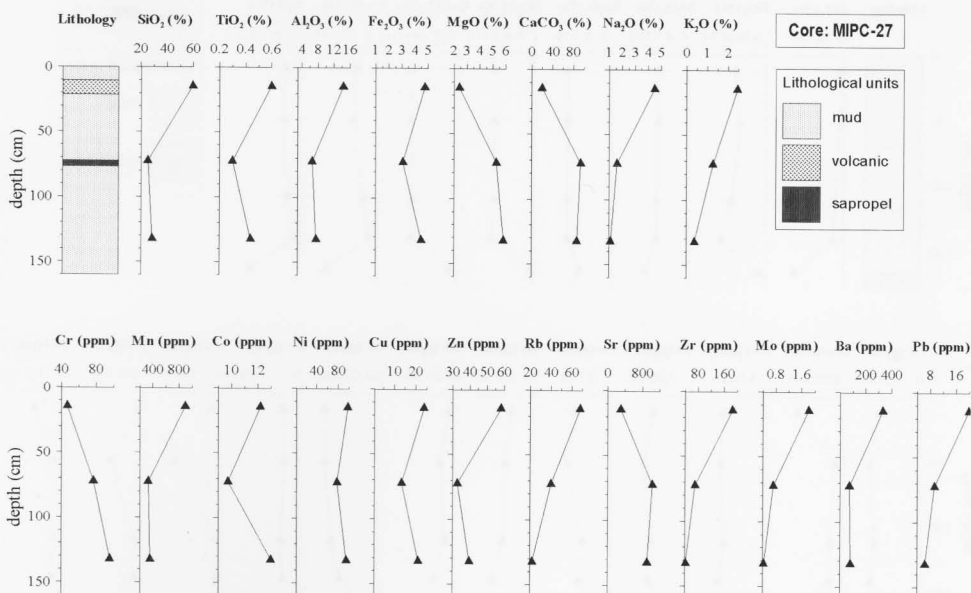 Lithology SiO₂ (%) TiO₂ (%) Al₂O₃ (%) Fe₂O₃ (%) MgO (%) CaCO₃ (%) Na₂O (%) K₂O (%)
20 40 60 0.2 0.4 0.6 4 8 12 16 1 2 3 4 5 2 3 4 5 6 0 40 80 1 2 3 4 5 0 1 2
Core: MIPC-27
0
50
100
150
depth (cm)
Lithological units
mud
volcanic
sapropel
Cr (ppm) Mn (ppm) Co (ppm) Ni (ppm) Cu (ppm) Zn (ppm) Rb (ppm) Sr (ppm) Zr (ppm) Mo (ppm) Ba (ppm) Pb (ppm)
40 80 400 800 10 12 40 80 10 20 30 40 50 60 20 40 60 0 800 80 160 0.8 1.6 200 400 8 16
0
50
100
150
depth (cm)